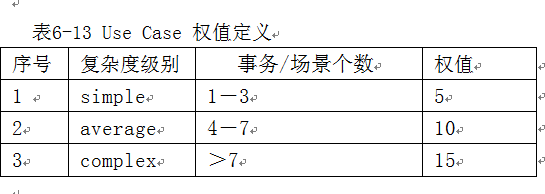 表6-13 Use Case 权值定义
序号 复杂度级别 事务/场景个数 权值
1 simple 1－3 5
2 average 4－7 10
3 complex ＞7 15